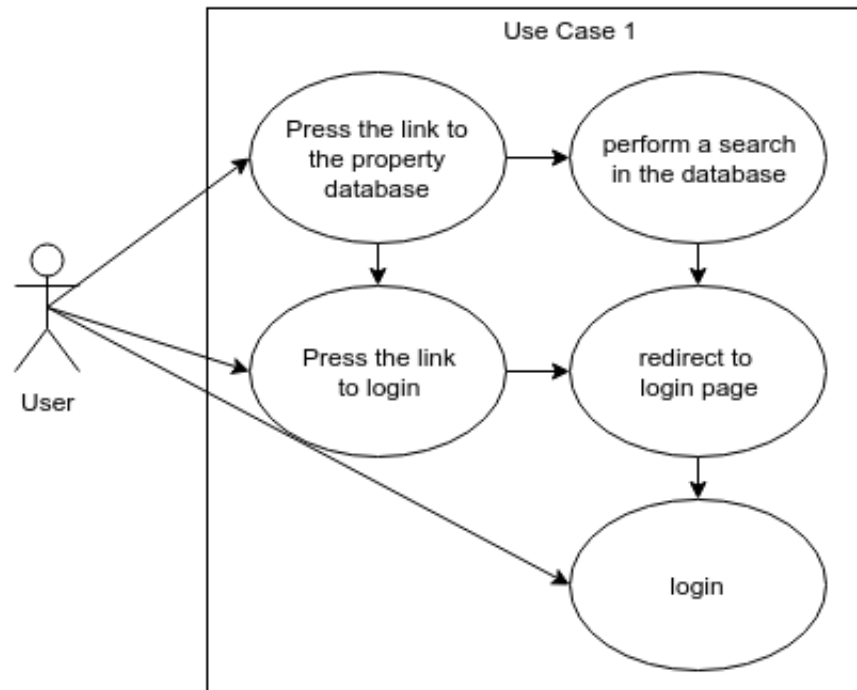 Use Case 1
Press the link to
the property
database
perform a search
in the database
User
Press the link
to login
redirect to
login page
login